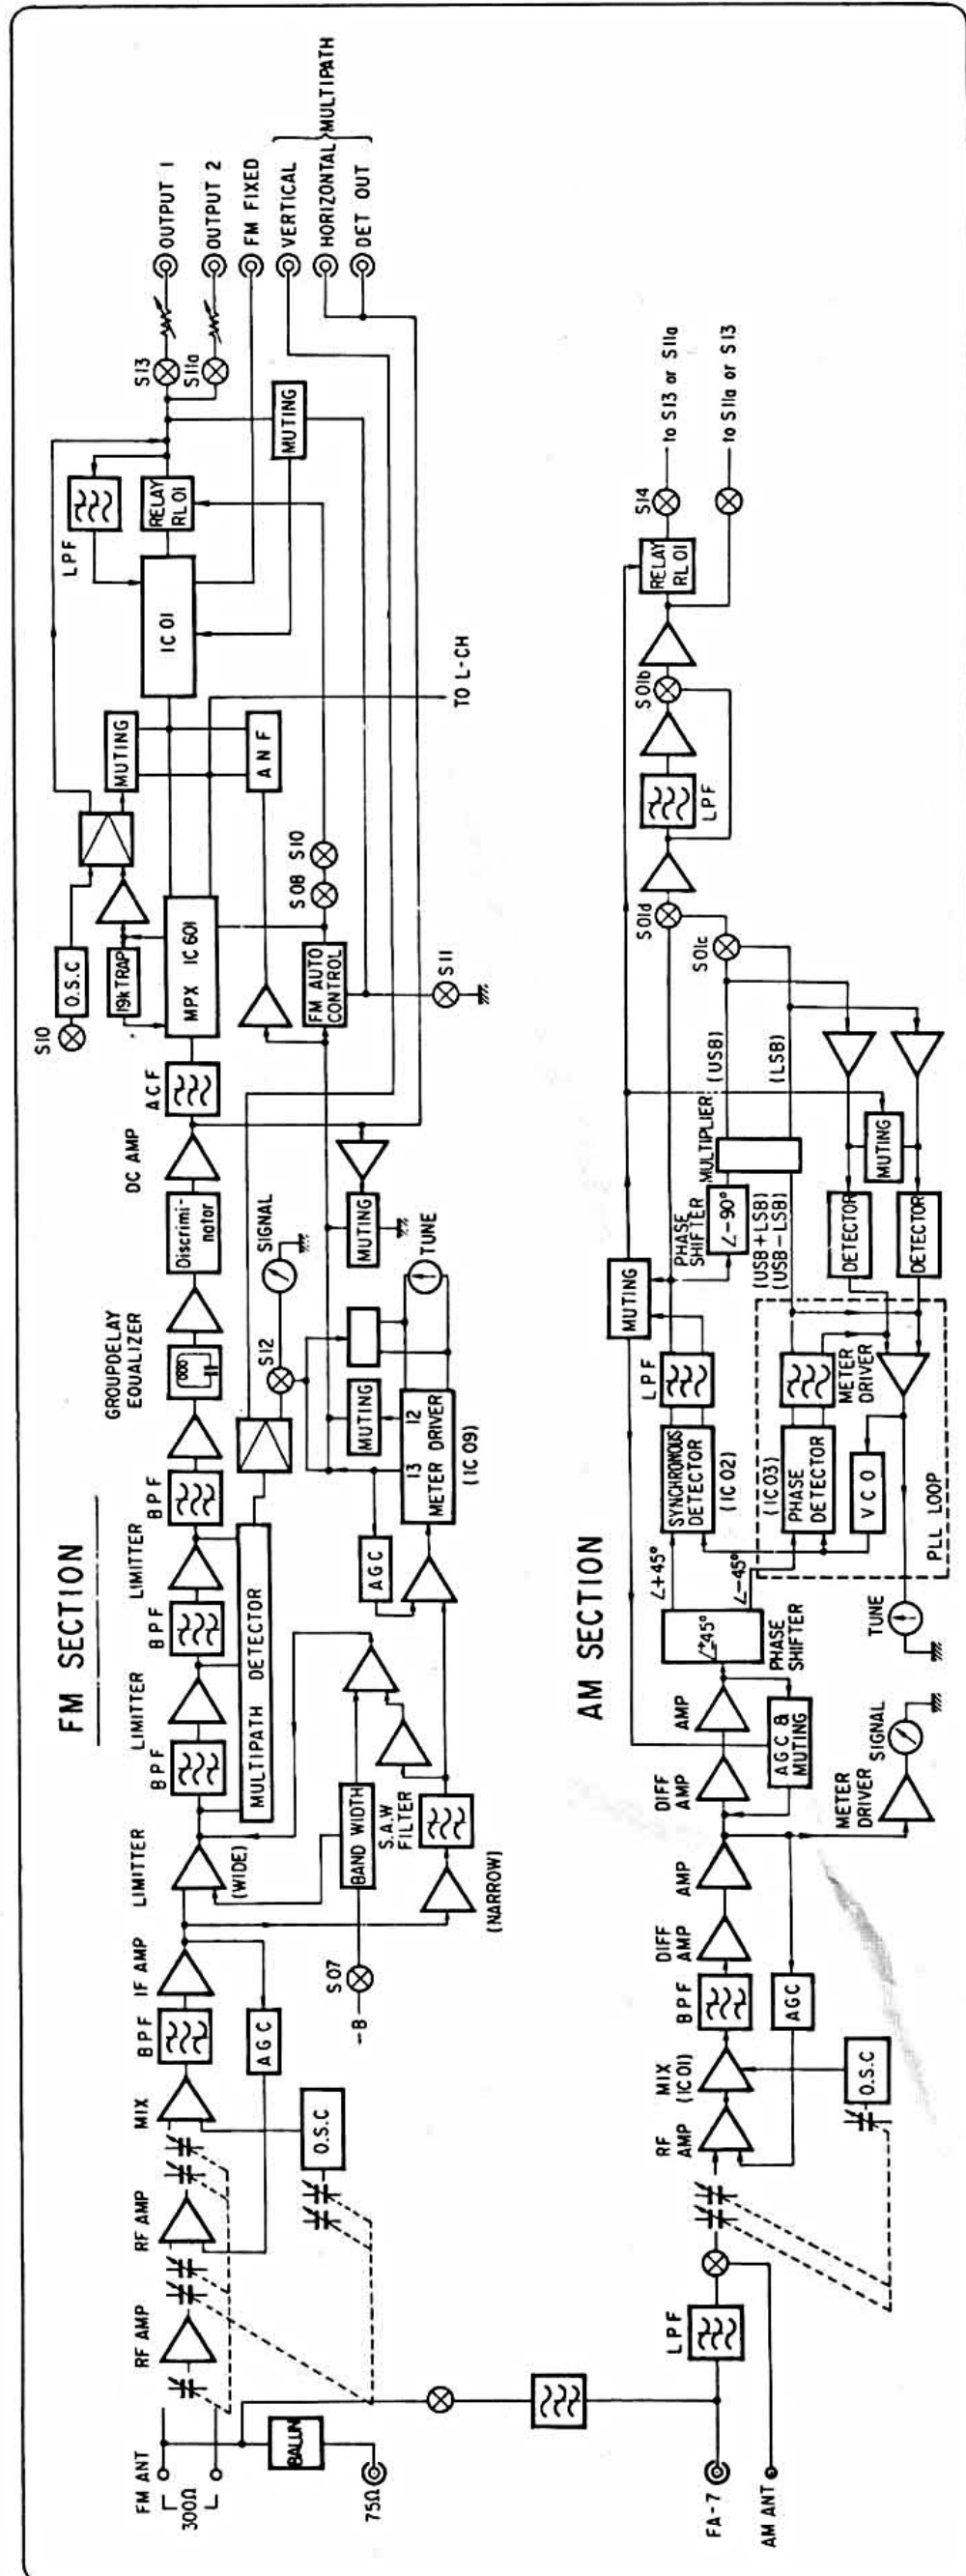 FM SECTION
FM ANT
300Ω
75Ω
BALUN
RF AMP
RF AMP
MIX
BPF
IF AMP
LIMITTER
(WIDE)
BPF
LIMITTER
BPF
LIMITTER
BPF
GROUPDELAY
EQUALIZER
Discrimi-
nator
DC AMP
ACF
MPX IC 601
19k TRAP
O.S.C
S10
MUTING
ANF
IC 01
LPF
RELAY
RL 01
S13
S11a
OUTPUT 1
OUTPUT 2
FM FIXED
VERTICAL
HORIZONTAL
MULTIPATH
DET OUT
MUTING
TO L-CH
S08
S10
FM AUTO
CONTROL
S11
AGC
O.S.C
-B
S07
BAND WIDTH
MULTIPATH DETECTOR
S.A.W
FILTER
(NARROW)
AGC
S12
SIGNAL
MUTING
13
12
METER DRIVER
(IC 09)
TUNE
MUTING
AM SECTION
FA-7
AM ANT
LPF
RF
AMP
MIX
(IC 01)
O.S.C
BPF
AGC
DIFF
AMP
AMP
DIFF
AMP
AMP
AGC &
MUTING
METER
DRIVER
SIGNAL
∠±45°
PHASE
SHIFTER
∠+45°
∠-45°
TUNE
SYNCHRONOUS
DETECTOR
(IC 02)
LPF
(IC 03)
PHASE
DETECTOR
VCO
METER
DRIVER
PLL LOOP
MUTING
PHASE
SHIFTER
∠-90°
MULTIPLIER
(USB+LSB)
(USB-LSB)
(USB)
(LSB)
DETECTOR
DETECTOR
MUTING
S01d
S01c
LPF
S01b
RELAY
RL 01
S14
to S13 or S11a
to S11a or S13